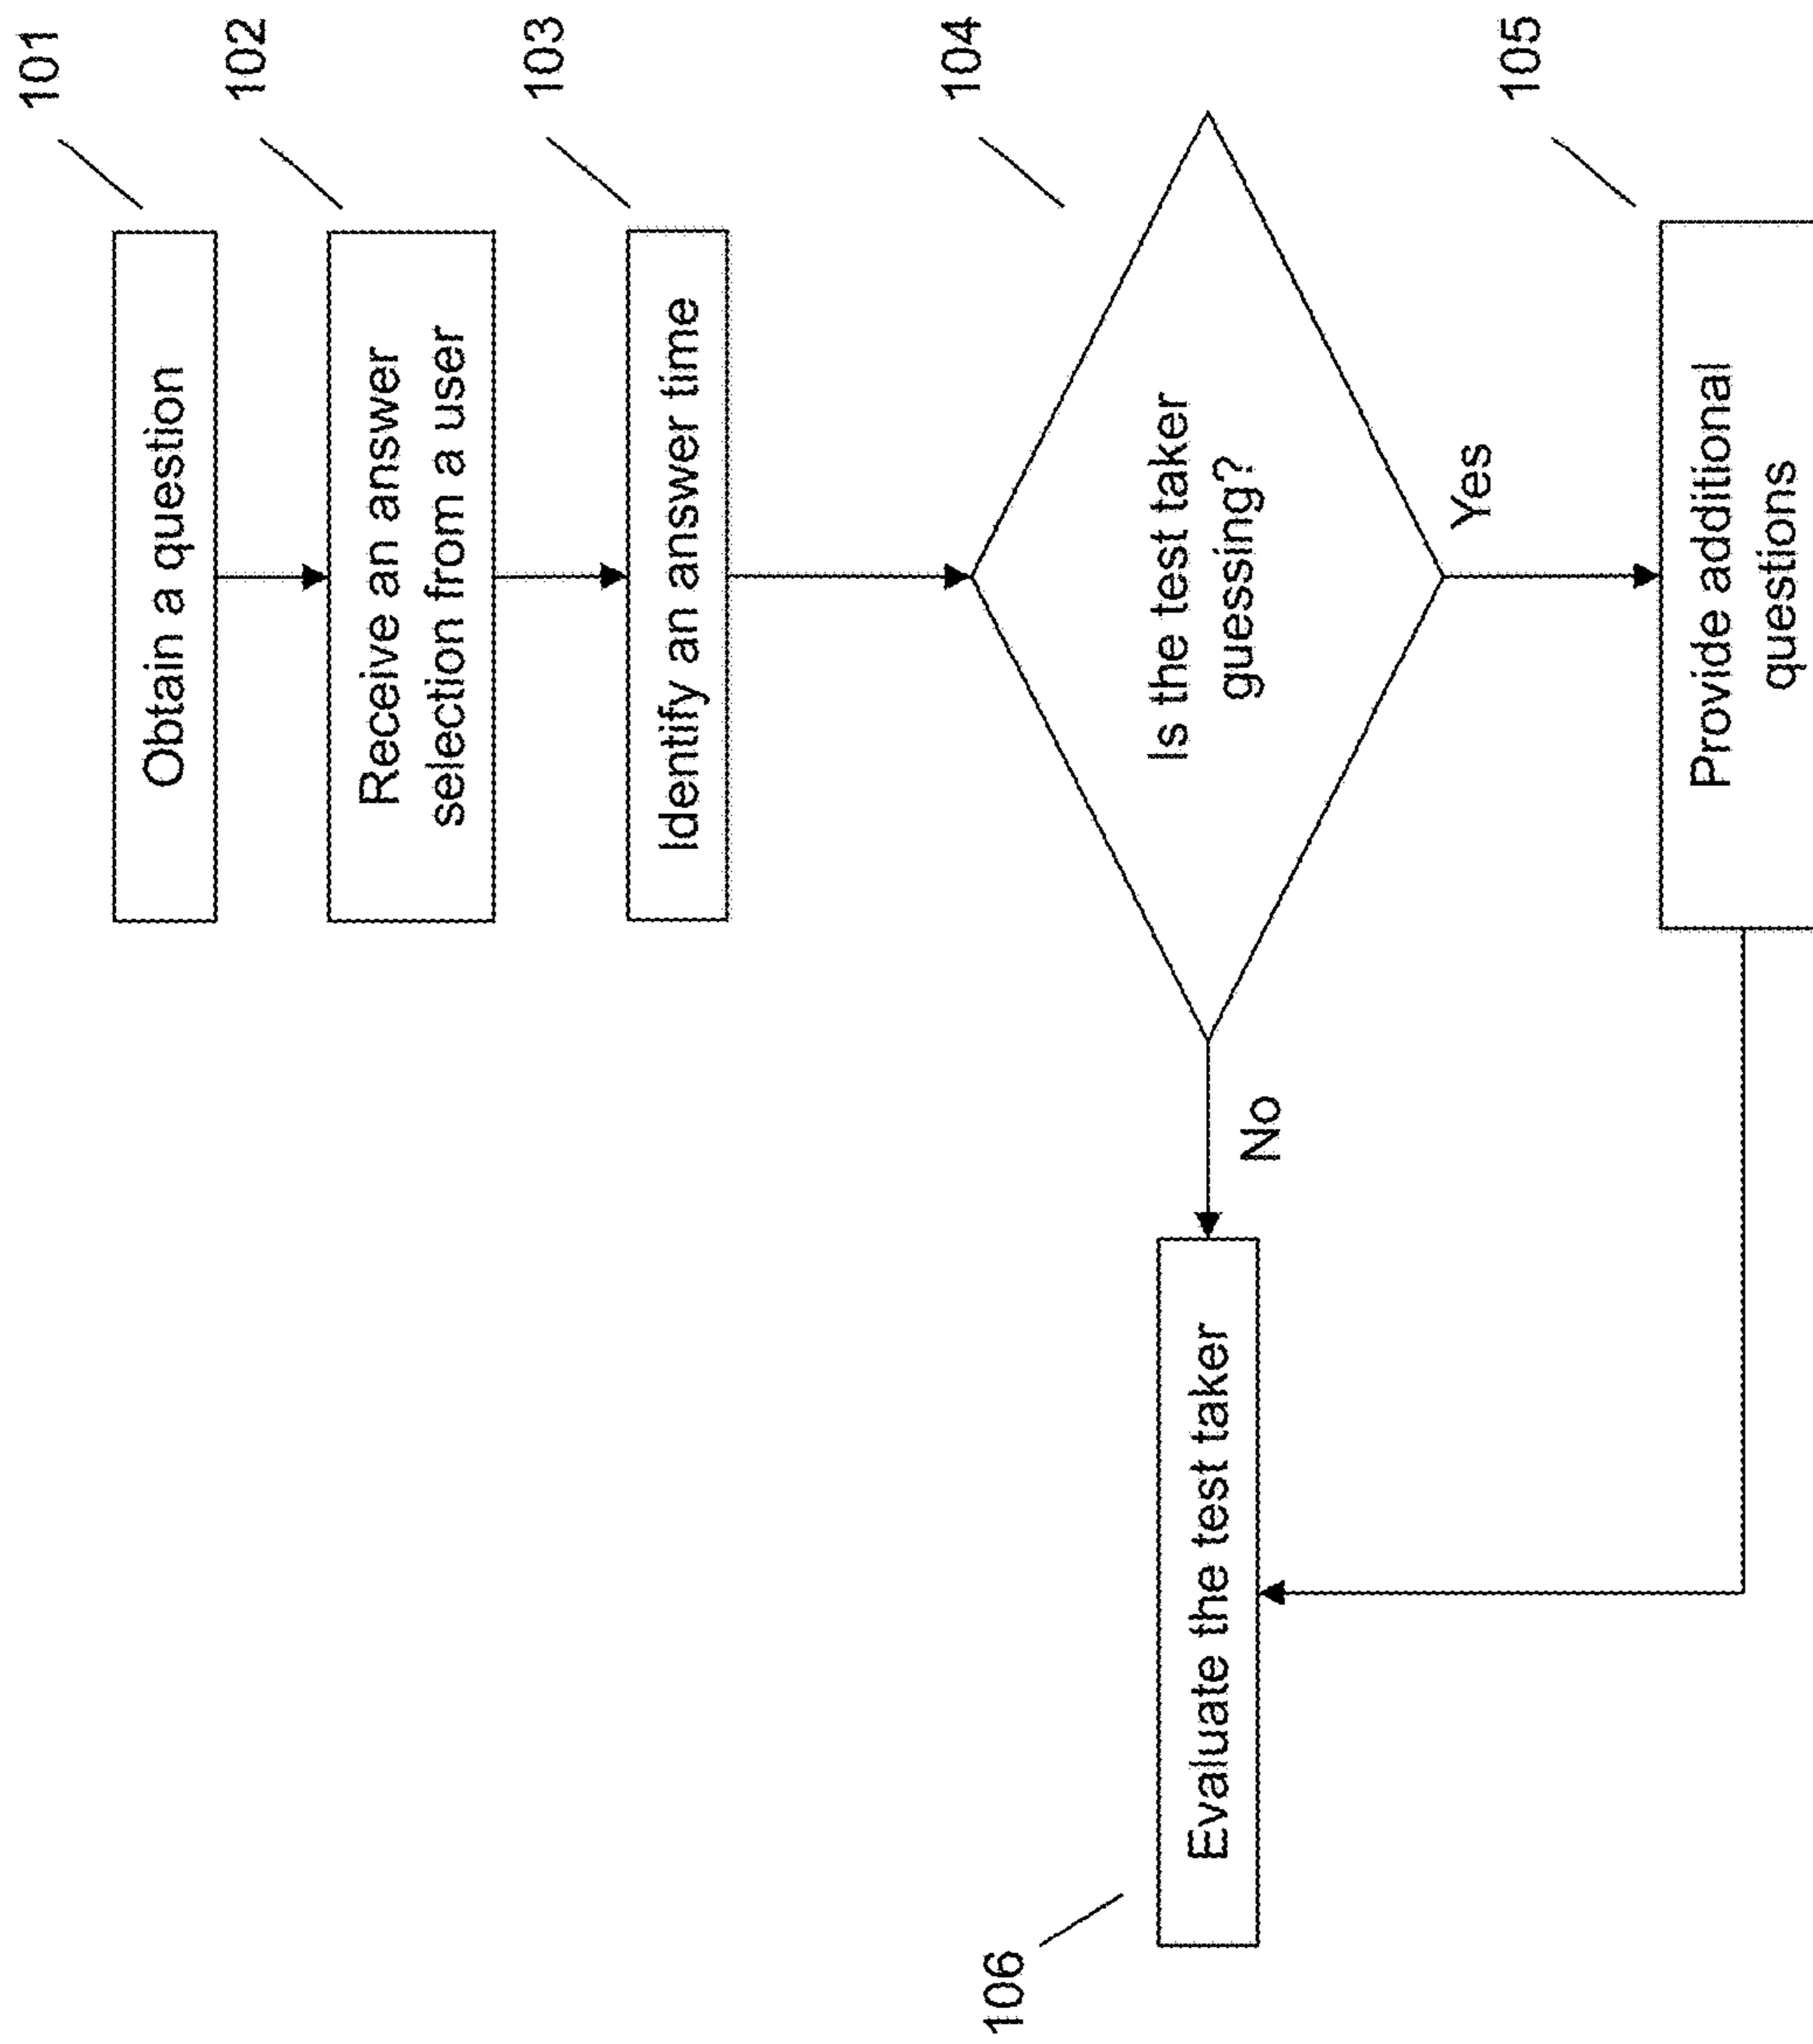 101
Obtain a question
102
Receive an answer
selection from a user
103
Identify an answer time
104
Is the test taker
guessing?
Yes
No
105
Provide additional
questions
106
Evaluate the test taker